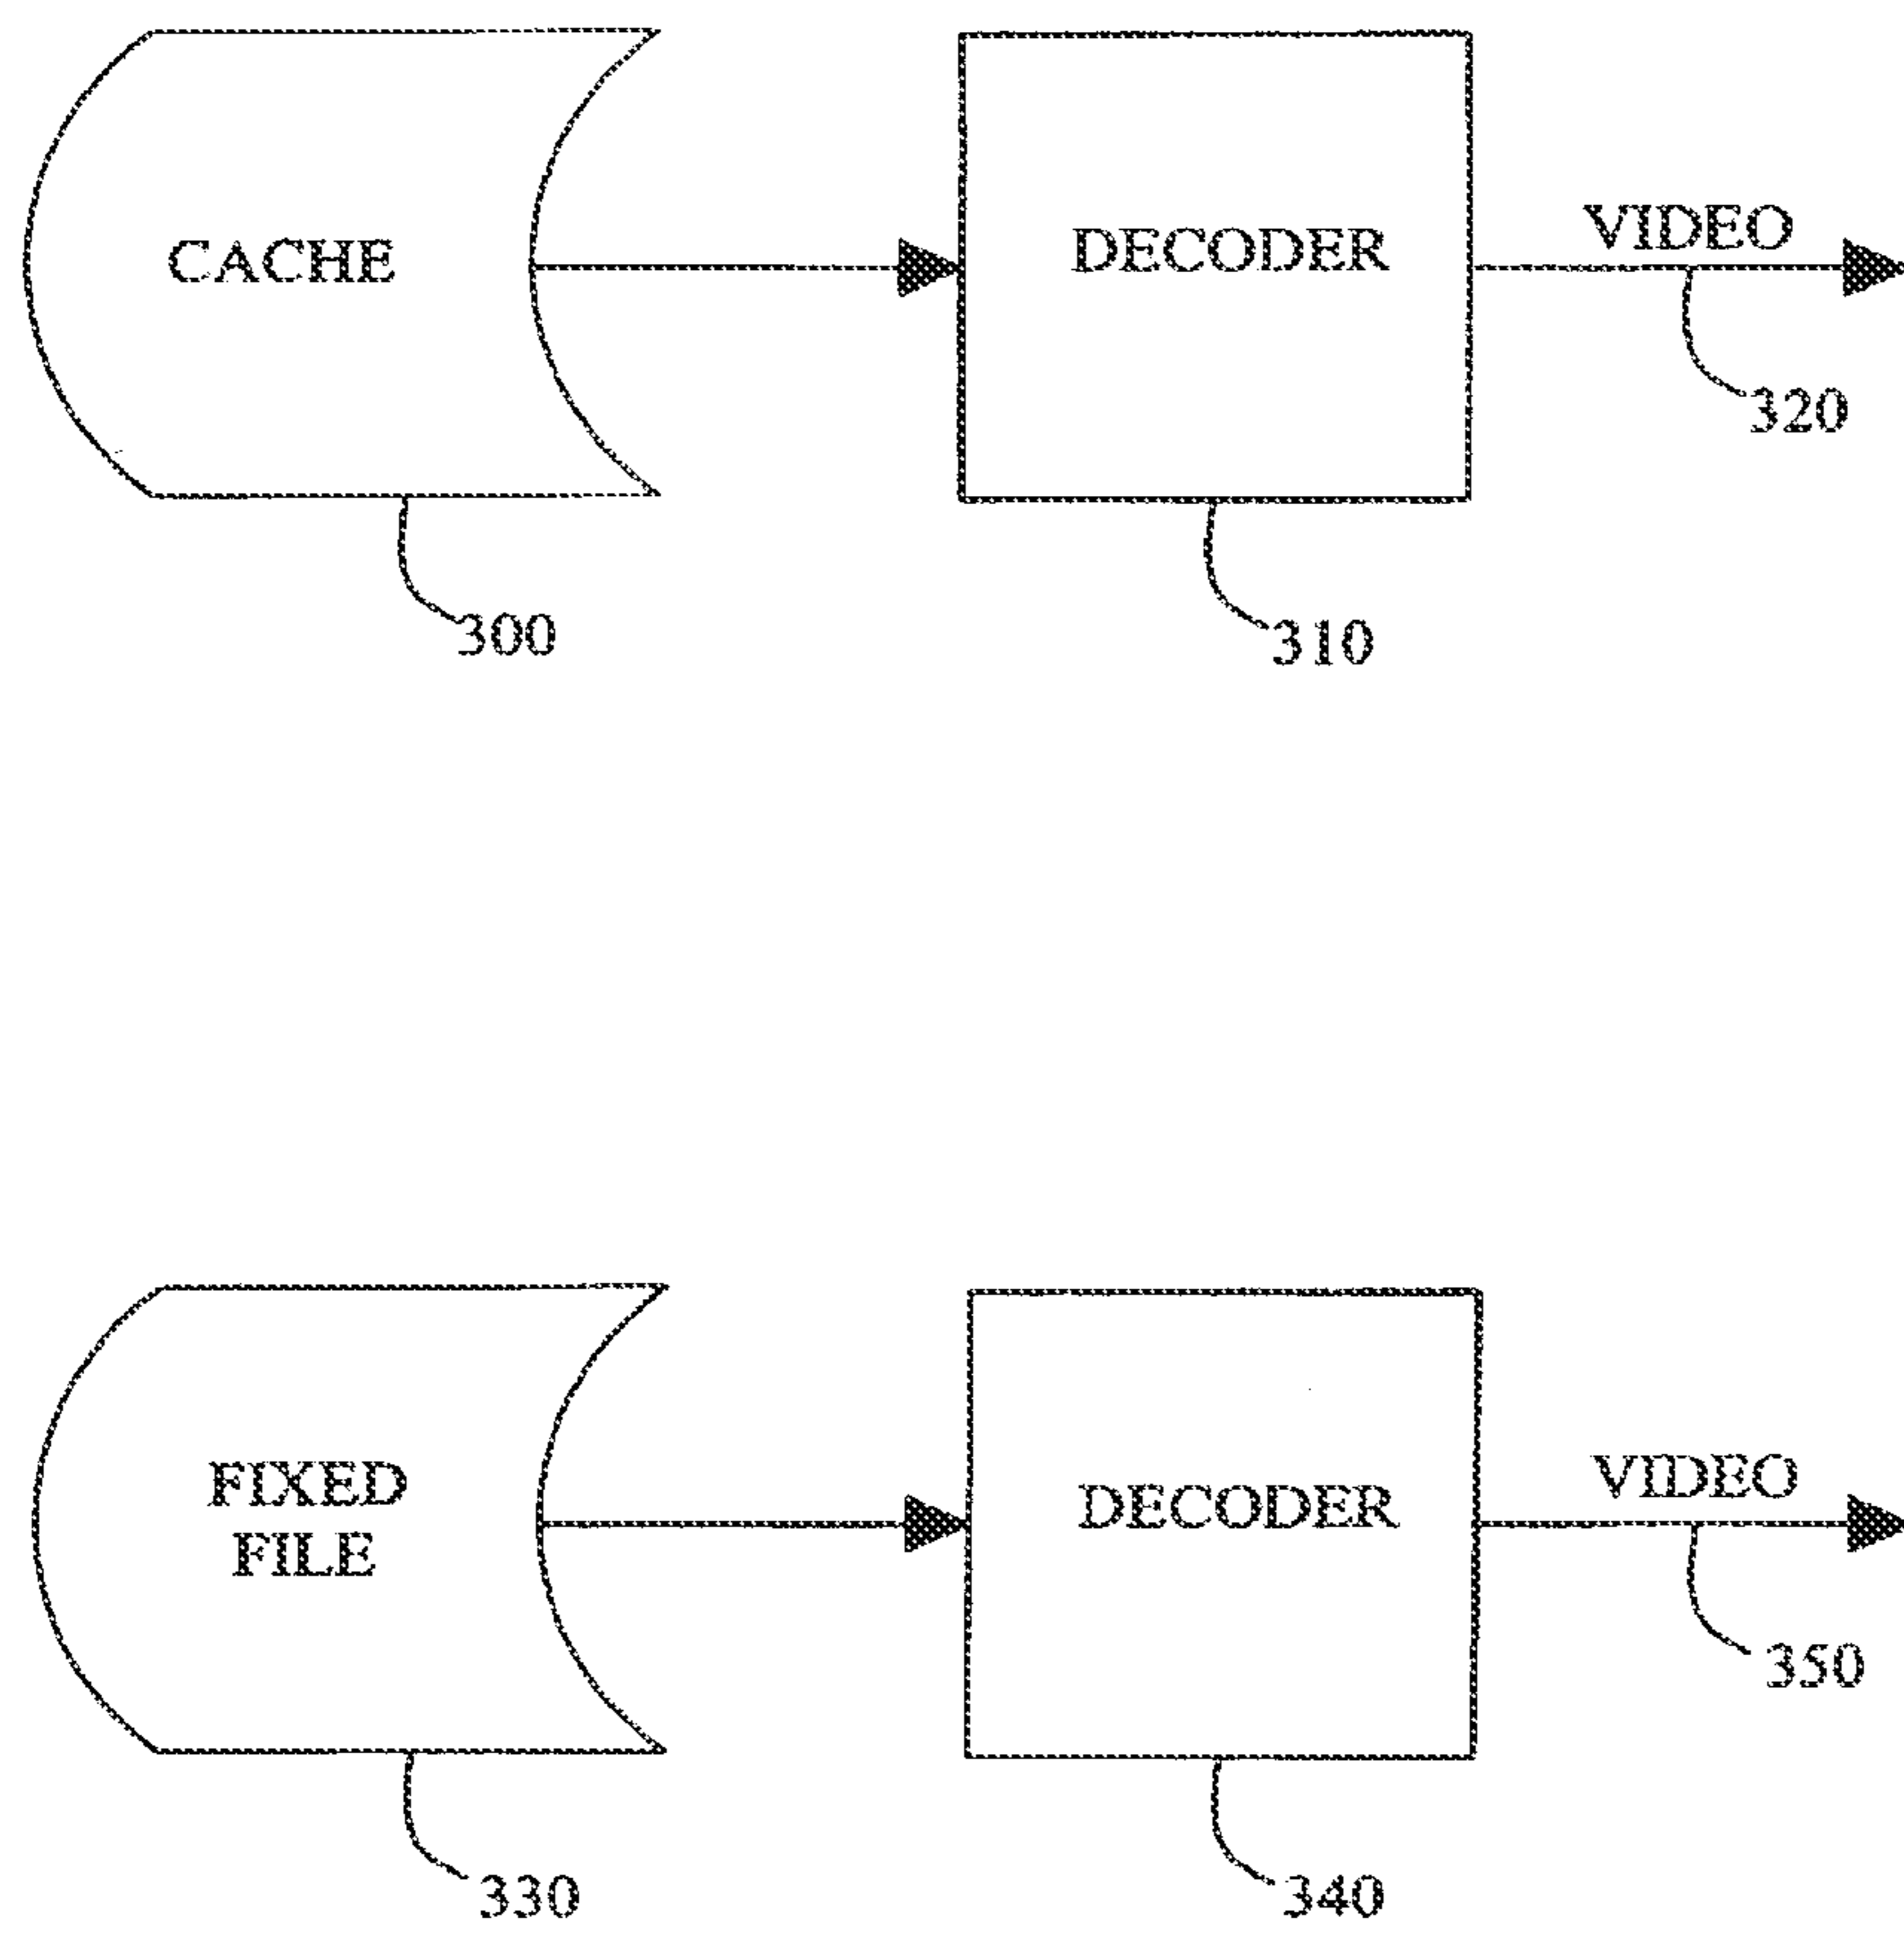 CACHE
DECODER
VIDEO
320
300
310
FIXED
FILE
DECODER
VIDEO
350
330
340